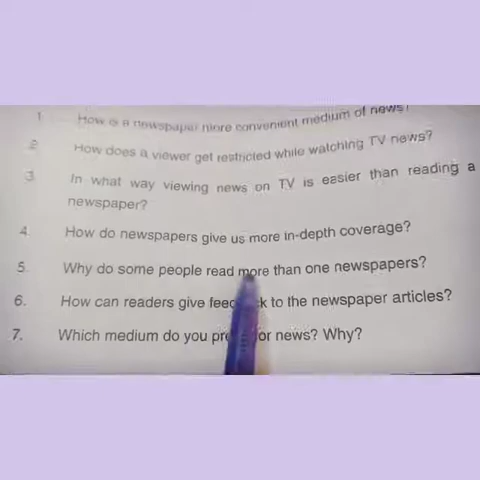 1. How is a newspaper more convenient medium of news?
2. How does a viewer get restricted while watching TV news?
3. In what way viewing news on TV is easier than reading a
newspaper?
4. How do newspapers give us more in-depth coverage?
5. Why do some people read more than one newspapers?
6. How can readers give to the newspaper articles?
7. Which medium do you for news? Why?